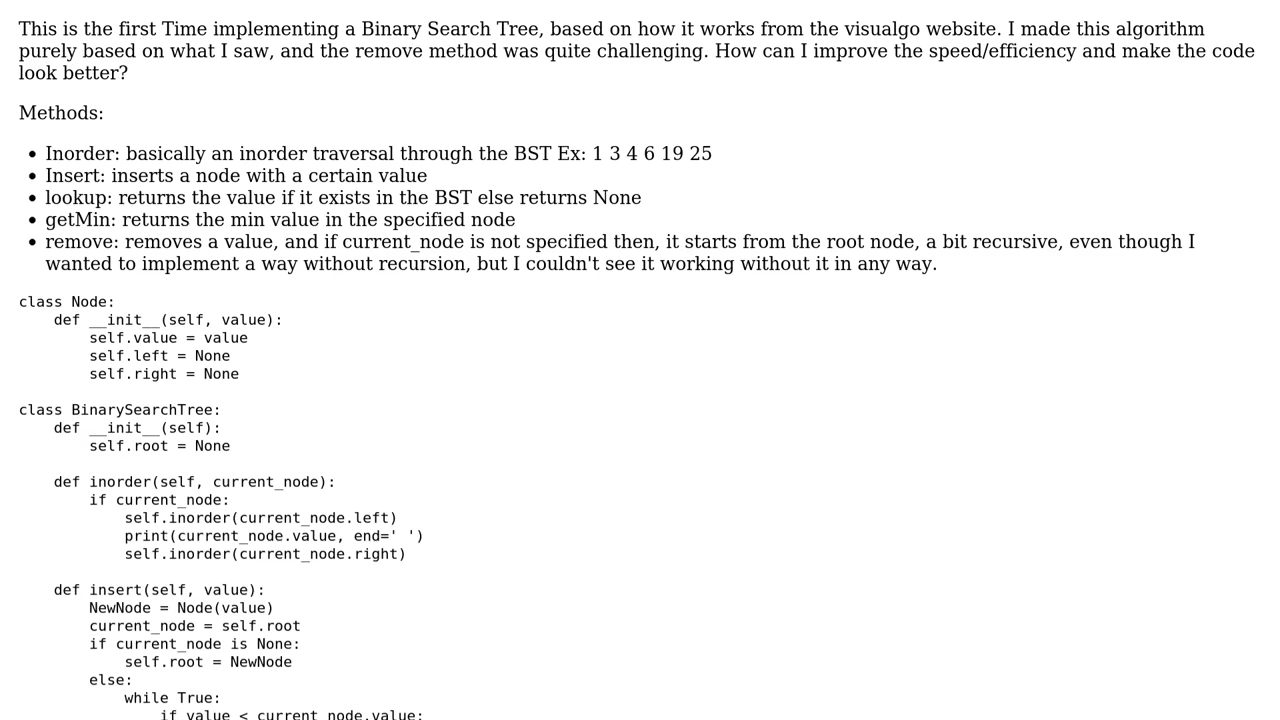 This is the first Time implementing a Binary Search Tree, based on how it works from the visualgo website. I made this algorithm
purely based on what I saw, and the remove method was quite challenging. How can I improve the speed/efficiency and make the code
look better?
Methods:
• Inorder: basically an inorder traversal through the BST Ex: 1 3 4 6 19 25
• Insert: inserts a node with a certain value
• lookup: returns the value if it exists in the BST else returns None
• getMin: returns the min value in the specified node
• remove: removes a value, and if current_node is not specified then, it starts from the root node, a bit recursive, even though I
wanted to implement a way without recursion, but I couldn't see it working without it in any way.
class Node:
    def __init__(self, value):
        self.value = value
        self.left = None
        self.right = None

class BinarySearchTree:
    def __init__(self):
        self.root = None

    def inorder(self, current_node):
        if current_node:
            self.inorder(current_node.left)
            print(current_node.value, end=' ')
            self.inorder(current_node.right)

    def insert(self, value):
        NewNode = Node(value)
        current_node = self.root
        if current_node is None:
            self.root = NewNode
        else:
            while True:
                if value < current_node.value: